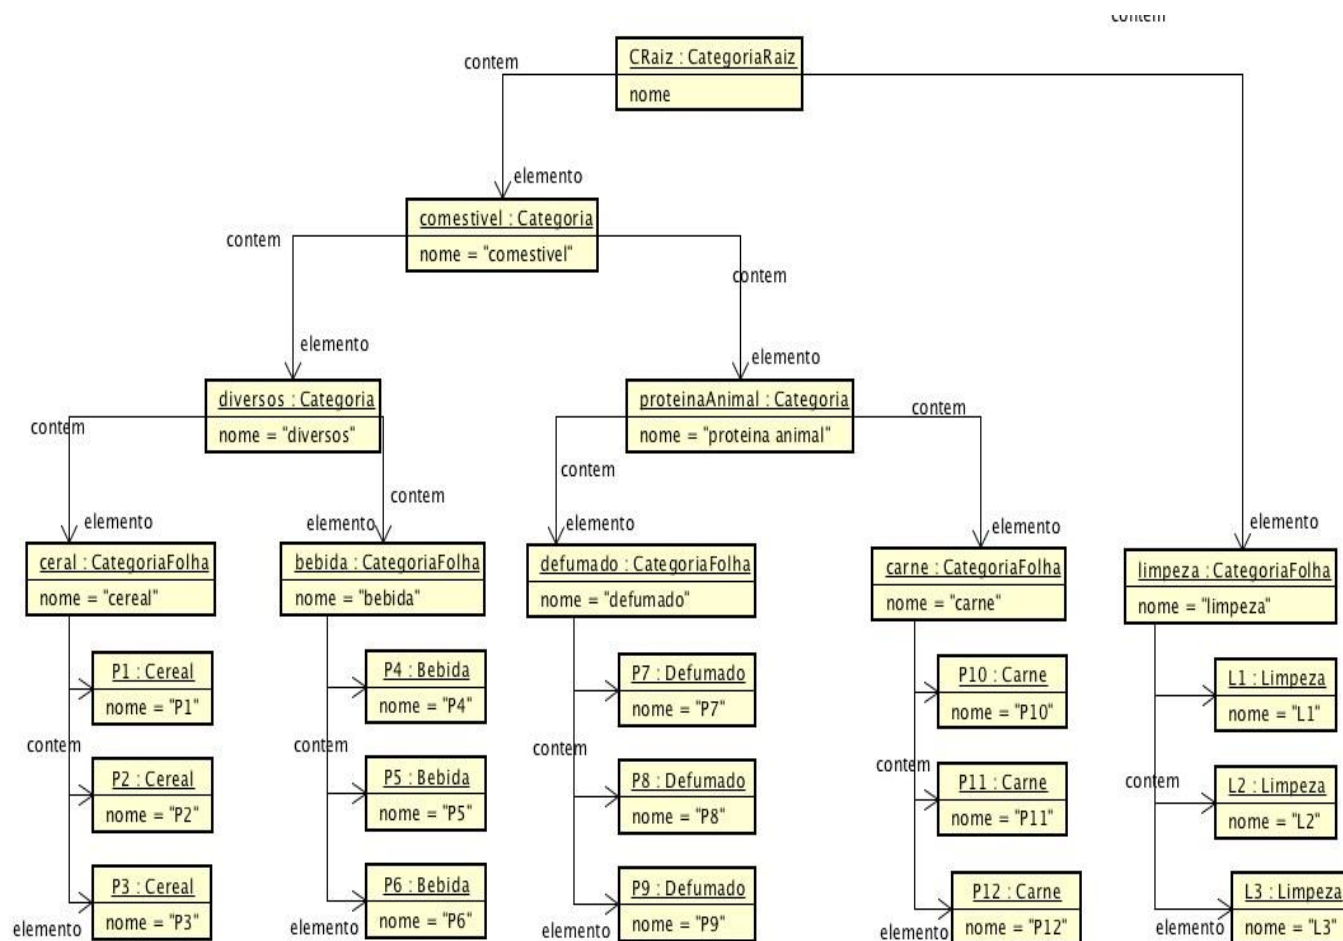 contem
contem
CRaiz : CategoriaRaiz
nome
elemento
comestivel : Categoria
nome = "comestivel"
contem
contem
elemento
elemento
diversos : Categoria
nome = "diversos"
proteinaAnimal : Categoria
nome = "proteina animal"
contem
contem
contem
contem
elemento
elemento
elemento
elemento
elemento
ceral : CategoriaFolha
nome = "cereal"
bebida : CategoriaFolha
nome = "bebida"
defumado : CategoriaFolha
nome = "defumado"
carne : CategoriaFolha
nome = "carne"
limpeza : CategoriaFolha
nome = "limpeza"
P1 : Cereal
nome = "P1"
P4 : Bebida
nome = "P4"
P7 : Defumado
nome = "P7"
P10 : Carne
nome = "P10"
L1 : Limpeza
nome = "L1"
contem
contem
contem
contem
contem
P2 : Cereal
nome = "P2"
P5 : Bebida
nome = "P5"
P8 : Defumado
nome = "P8"
P11 : Carne
nome = "P11"
L2 : Limpeza
nome = "L2"
P3 : Cereal
nome = "P3"
P6 : Bebida
nome = "P6"
P9 : Defumado
nome = "P9"
P12 : Carne
nome = "P12"
L3 : Limpeza
nome = "L3"
elemento
elemento
elemento
elemento
elemento